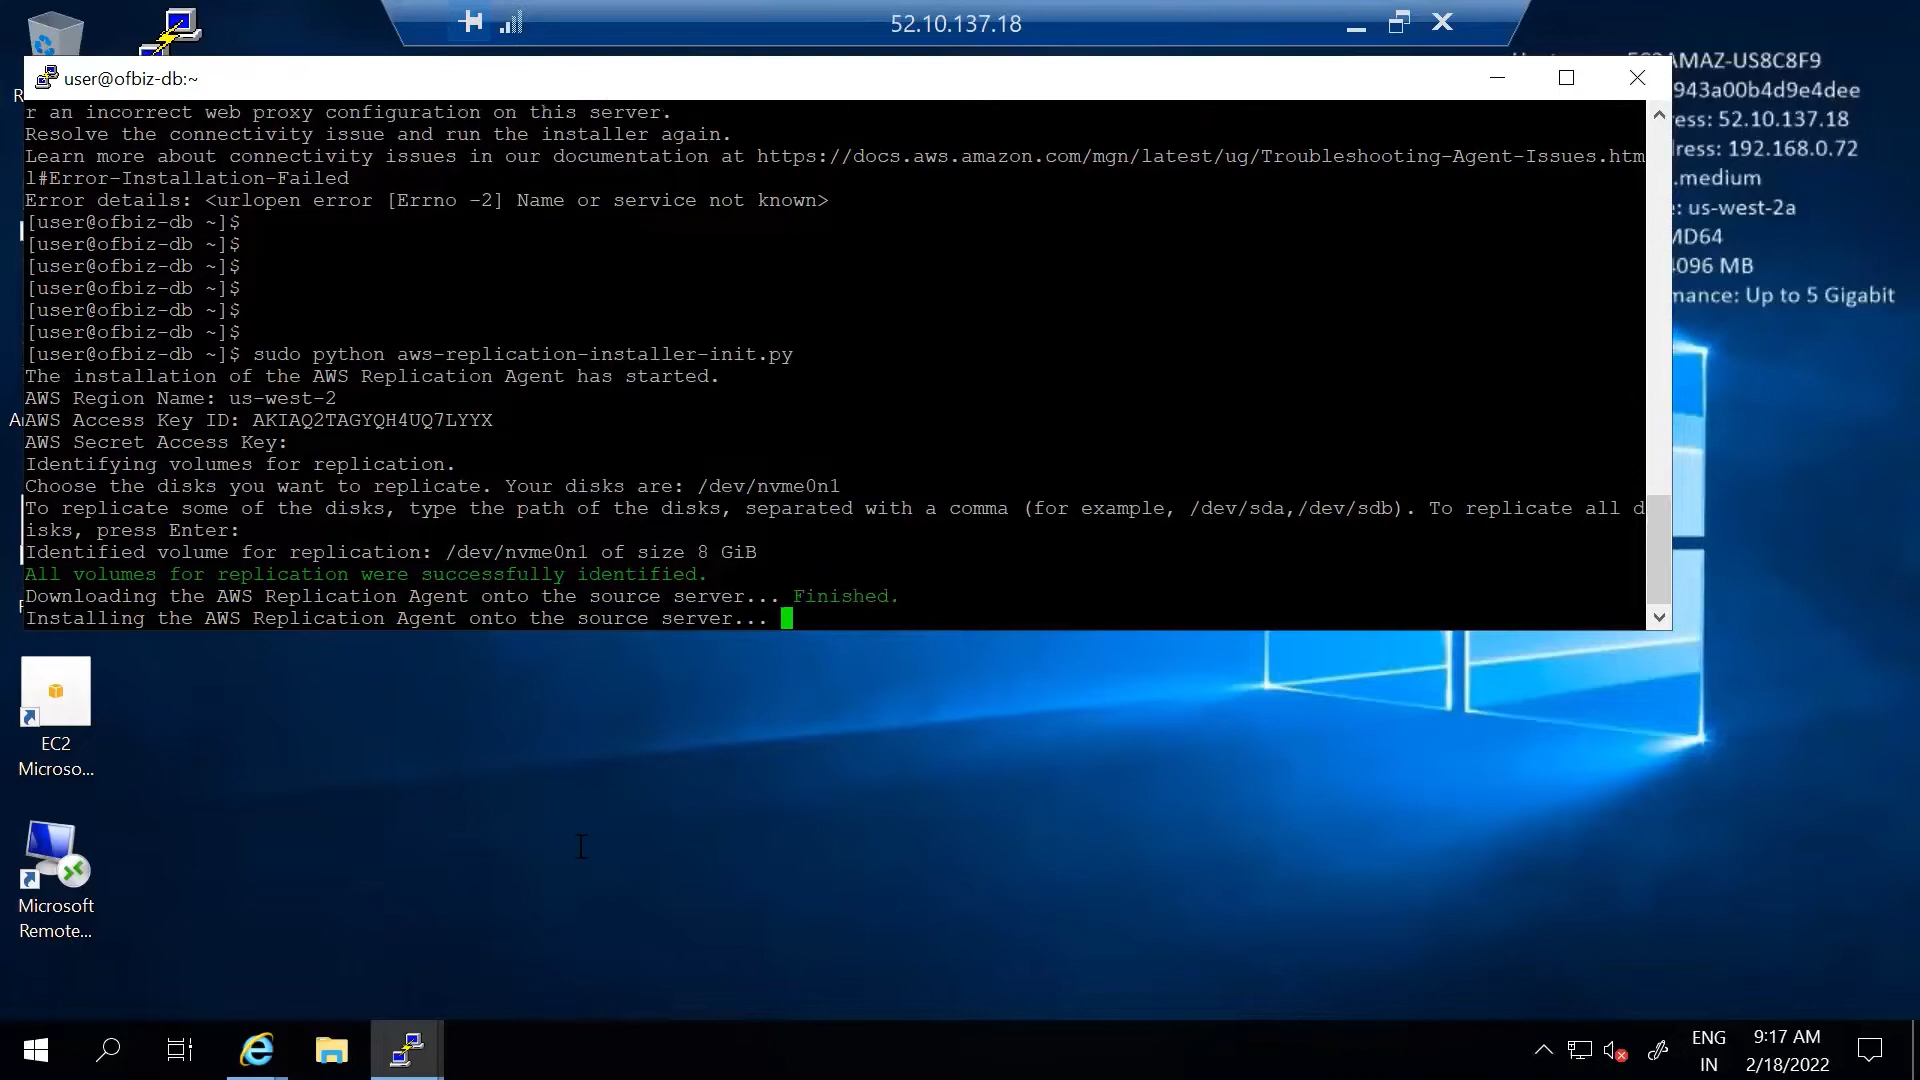 52.10.137.18
user@ofbiz-db:~
r an incorrect web proxy configuration on this server.
Resolve the connectivity issue and run the installer again.
Learn more about connectivity issues in our documentation at https://docs.aws.amazon.com/mgn/latest/ug/Troubleshooting-Agent-Issues.htm
l#Error-Installation-Failed
Error details: <urlopen error [Errno -2] Name or service not known>
[user@ofbiz-db ~]$
[user@ofbiz-db ~]$
[user@ofbiz-db ~]$
[user@ofbiz-db ~]$
[user@ofbiz-db ~]$
[user@ofbiz-db ~]$
[user@ofbiz-db ~]$ sudo python aws-replication-installer-init.py
The installation of the AWS Replication Agent has started.
AWS Region Name: us-west-2
AWS Access Key ID: AKIAQ2TAGYQH4UQ7LYYX
AWS Secret Access Key:
Identifying volumes for replication.
Choose the disks you want to replicate. Your disks are: /dev/nvme0n1
To replicate some of the disks, type the path of the disks, separated with a comma (for example, /dev/sda,/dev/sdb). To replicate all d
isks, press Enter:
Identified volume for replication: /dev/nvme0n1 of size 8 GiB
All volumes for replication were successfully identified.
Downloading the AWS Replication Agent onto the source server... Finished.
Installing the AWS Replication Agent onto the source server...
AMAZ-US8C8F9
943a00b4d9e4dee
ess: 52.10.137.18
ress: 192.168.0.72
.medium
: us-west-2a
MD64
4096 MB
mance: Up to 5 Gigabit
EC2
Microso...
Microsoft
Remote...
ENG
IN
9:17 AM
2/18/2022